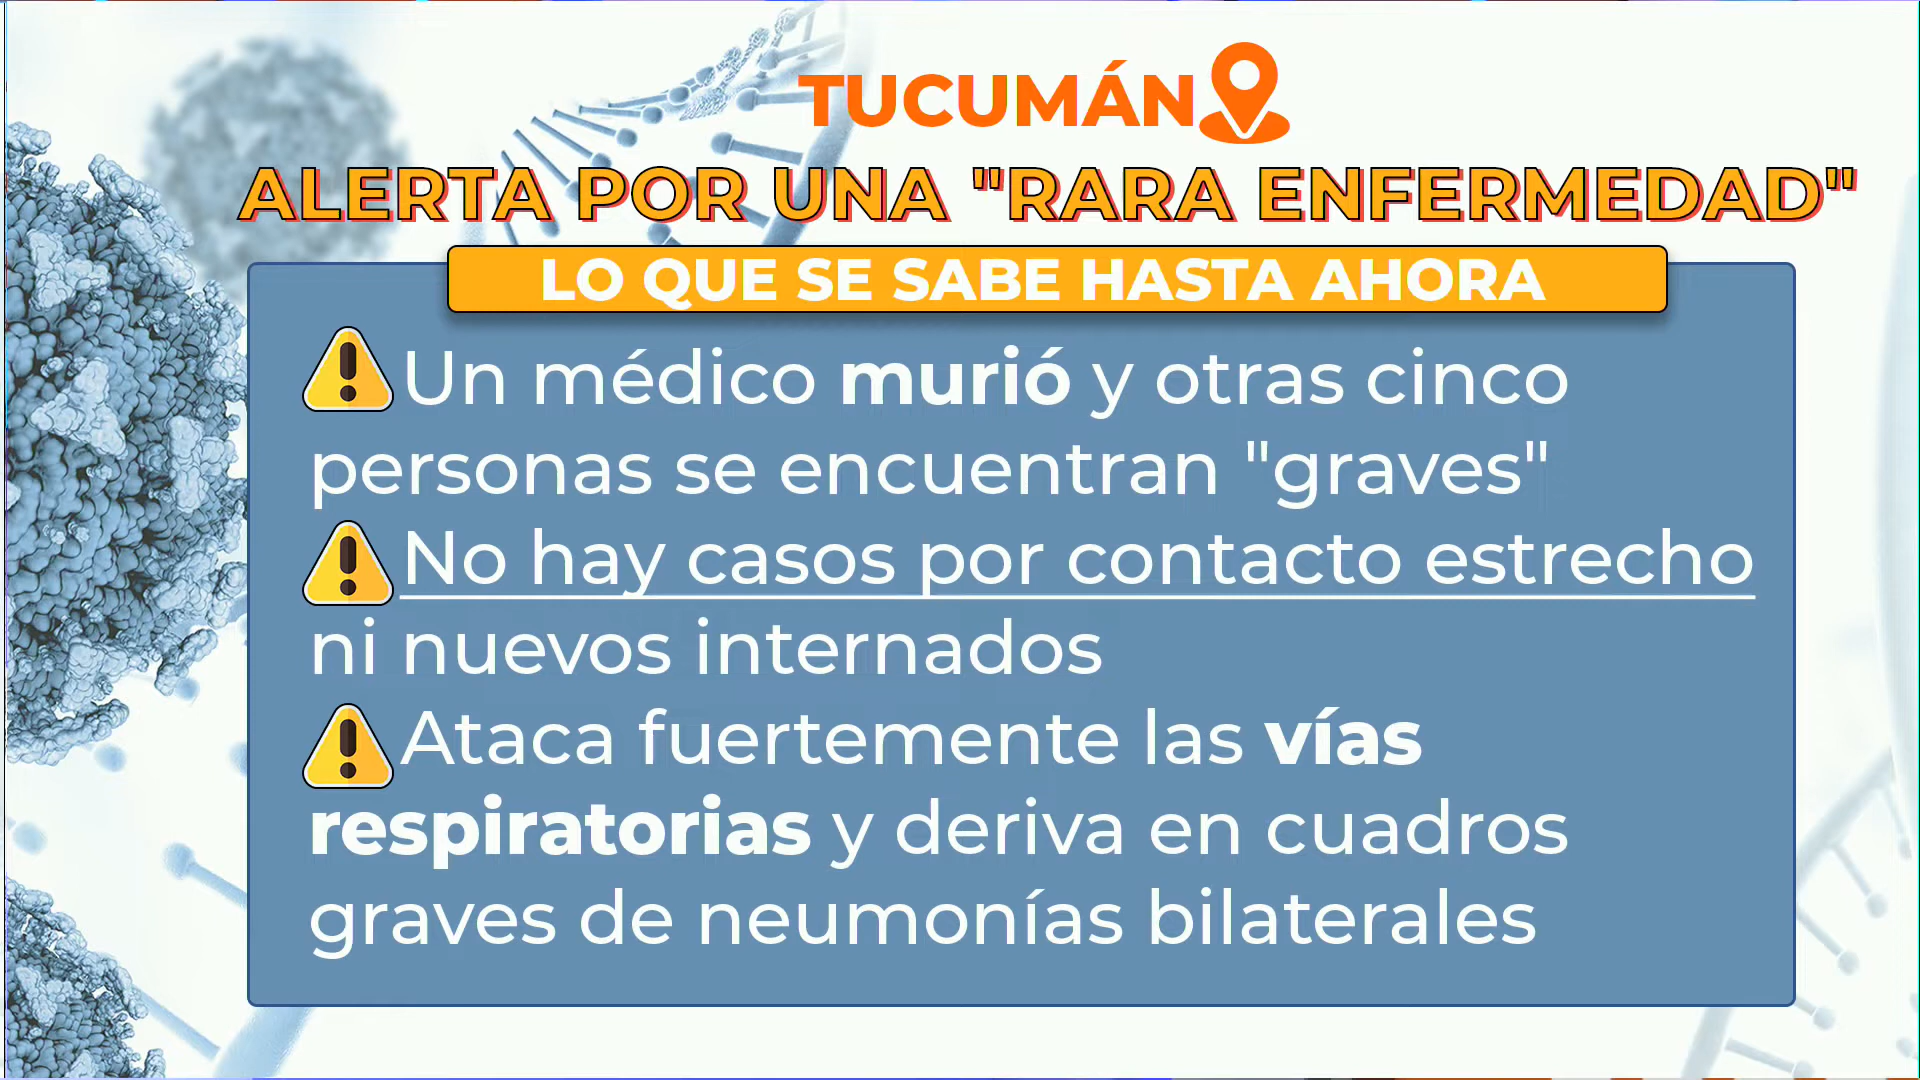 TUCUMÁN
ALERTA POR UNA "RARA ENFERMEDAD"
LO QUE SE SABE HASTA AHORA
Un médico murió y otras cinco
personas se encuentran "graves"
No hay casos por contacto estrecho
ni nuevos internados
Ataca fuertemente las vías
respiratorias y deriva en cuadros
graves de neumonías bilaterales